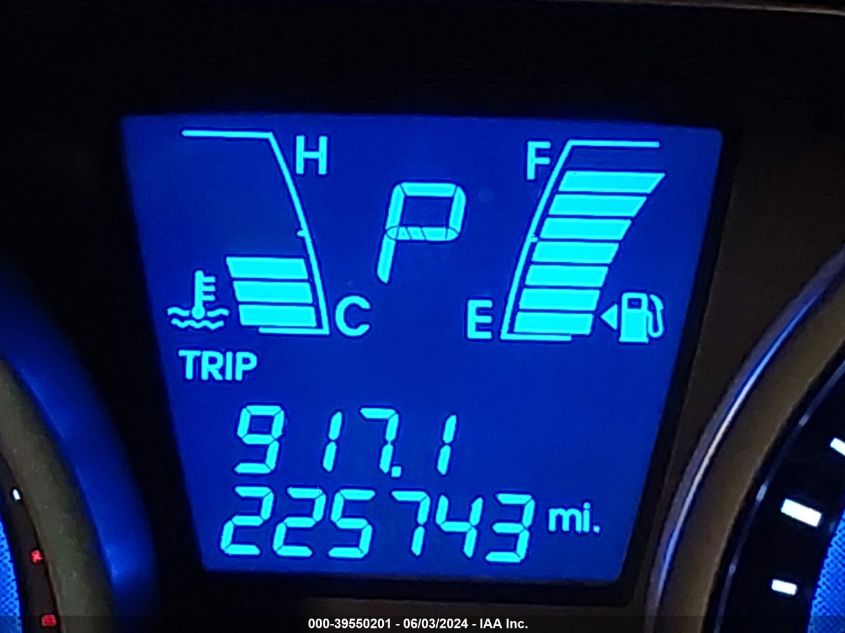 H
F
P
C
E
TRIP
917.1
225743 mi.
000-39550201 - 06/03/2024 - IAA Inc.